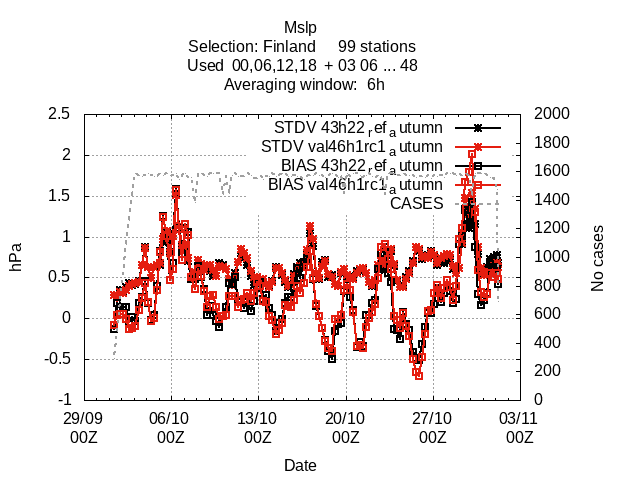 Mslp
Selection: Finland 99 stations
Used 00,06,12,18 + 03 06 ... 48
Averaging window: 6h
2.5
2
1.5
1
0.5
0
-0.5
-1
hPa
STDV 43h22_ref_autumn
STDV val46h1rc1_autumn
BIAS 43h22_ref_autumn
BIAS val46h1rc1_autumn
CASES
2000
1800
1600
1400
1200
1000
800
600
400
200
0
No cases
29/09 06/10 13/10 20/10 27/10 03/11
00Z 00Z 00Z 00Z 00Z 00Z
Date